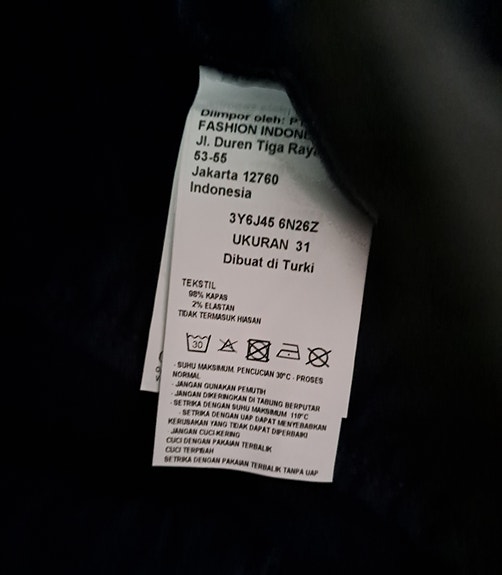 Diimpor oleh:
FASHION
Jl. Duren Tiga Raya
53-55
Jakarta 12760
Indonesia
3Y6J45 6N26Z
UKURAN 31
Dibuat di Turki
TEKSTIL
98% KAPAS
2% ELASTAN
TIDAK TERMASUK HIASAN
30
· SUHU MAKSIMUM. PENCUCIAN 30ºC · PROSES
NORMAL
· JANGAN GUNAKAN PEMUTIH
· JANGAN DIKERINGKAN DI TABUNG BERPUTAR
· SETRIKA DENGAN SUHU MAKSIMUM 110ºC
· SETRIKA DENGAN UAP DAPAT MENYEBABKAN
KERUSAKAN YANG TIDAK DAPAT DIPERBAIKI
· JANGAN CUCI KERING
CUCI DENGAN PAKAIAN TERBALIK
CUCI TERPISAH
SETRIKA DENGAN PAKAIAN TERBALIK TANPA UAP